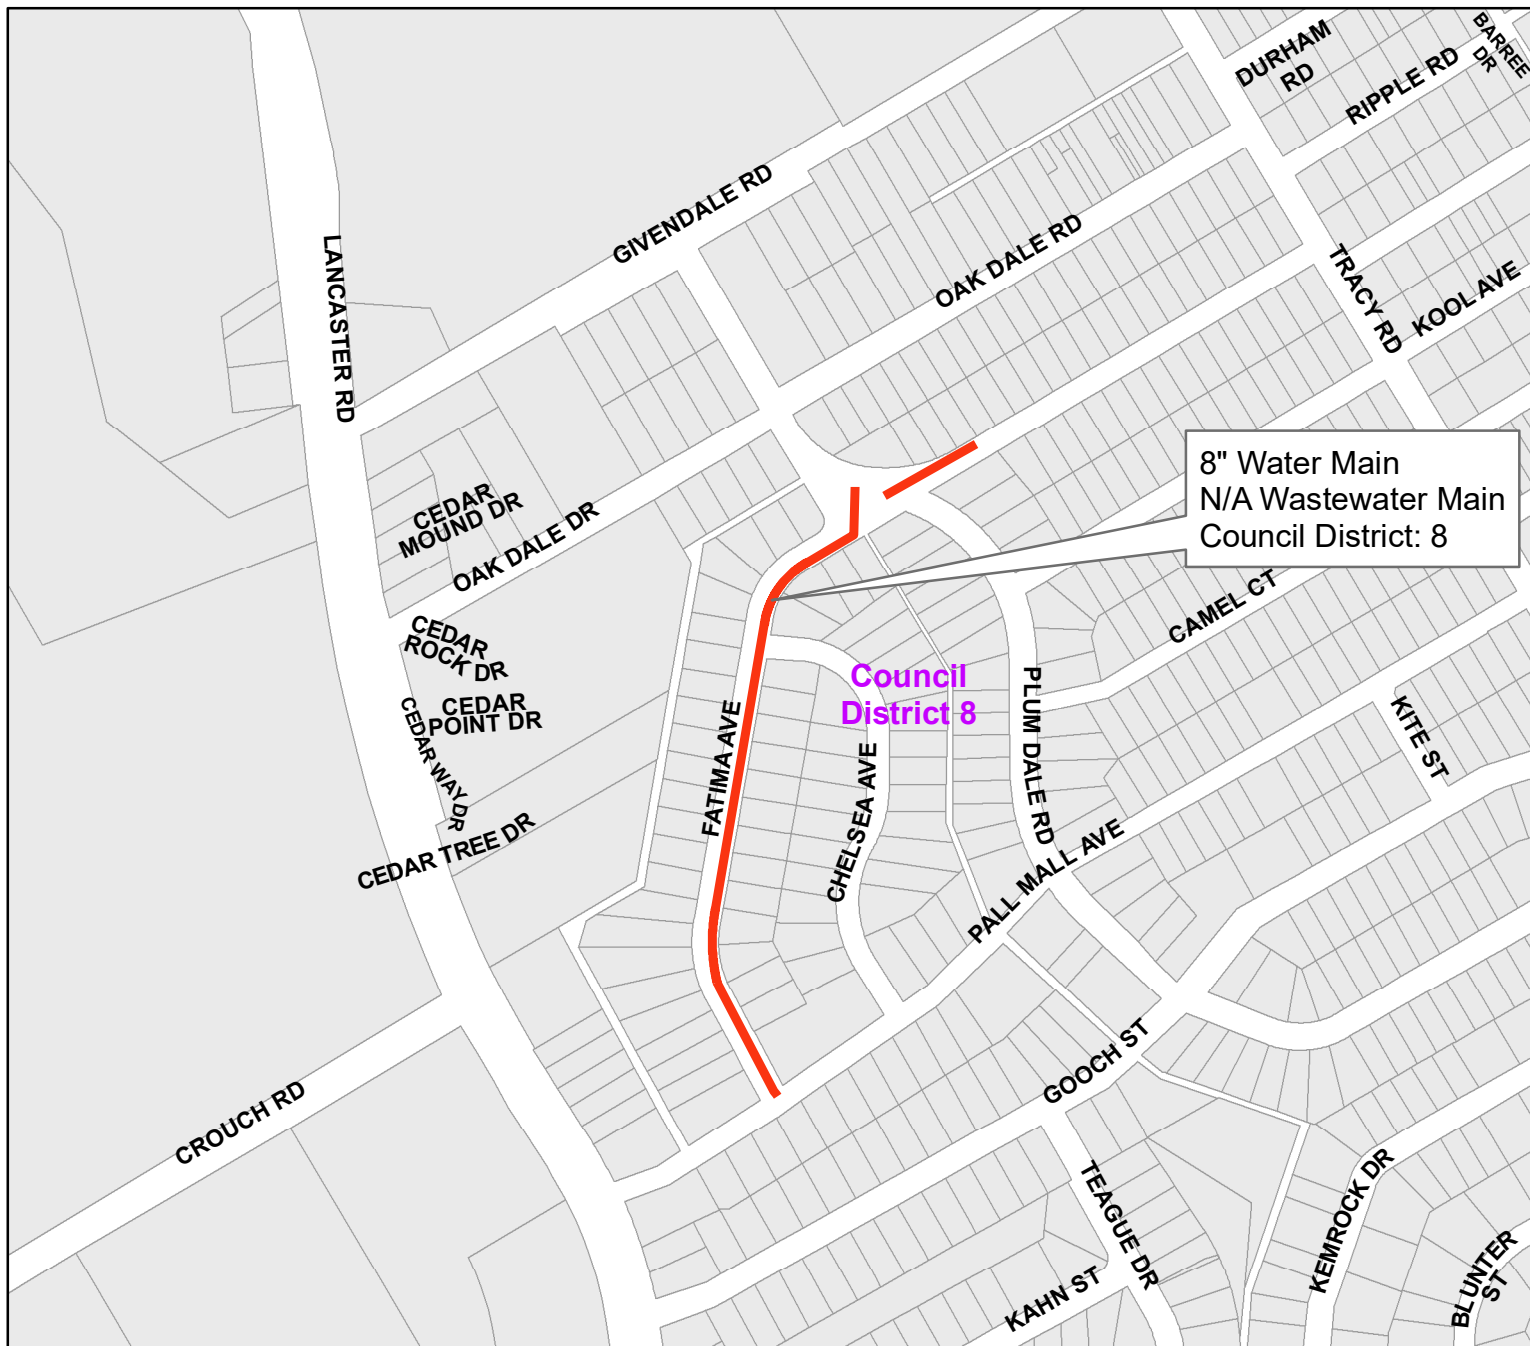 BARREE
DR
DURHAM
RD
RIPPLE RD
GIVENDALE RD
OAK DALE RD
LANCASTER RD
TRACY RD
KOOL AVE
8" Water Main
N/A Wastewater Main
Council District: 8
CEDAR
MOUND DR
OAK DALE DR
CAMEL CT
CEDAR
ROCK DR
Council
District 8
CEDAR
POINT DR
CEDAR WAY DR
FATIMA AVE
PLUM DALE RD
KITE ST
CHELSEA AVE
CEDAR TREE DR
PALL MALL AVE
GOOCH ST
CROUCH RD
TEAGUE DR
KEMROCK DR
KAHN ST
BLUNTER
ST